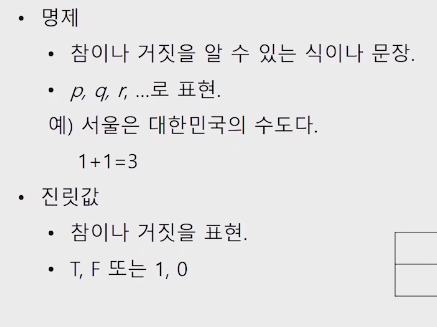 • 명제
• 참이나 거짓을 알 수 있는 식이나 문장.
• p, q, r, ...로 표현.
예) 서울은 대한민국의 수도다.
1+1=3
• 진릿값
• 참이나 거짓을 표현.
• T, F 또는 1, 0